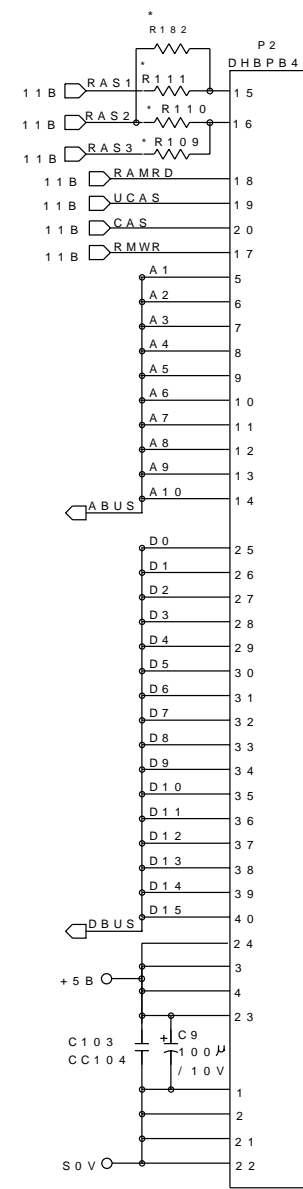 *
R182
P2
DHBPB4
11B RAS1 * R111 15
11B RAS2 * R110 16
11B RAS3 * R109
11B RAMRD 18
11B UCAS 19
11B CAS 20
11B RMWR 17
A1 5
A2 6
A3 7
A4 8
A5 9
A6 10
A7 11
A8 12
A9 13
A10 14
ABUS
D0 25
D1 26
D2 27
D3 28
D4 29
D5 30
D6 31
D7 32
D8 33
D9 34
D10 35
D11 36
D12 37
D13 38
D14 39
D15 40
DBUS
24
3
+5B
4
23
C103 + C9
CC104 100μ
/10V
1
2
21
S0V 22